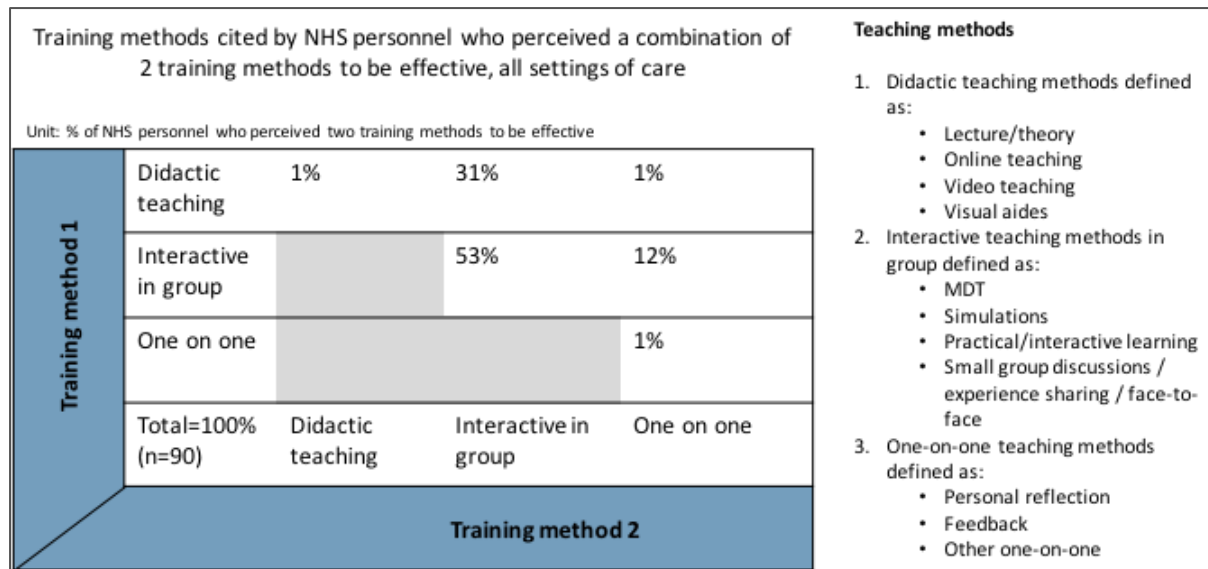 Training methods cited by NHS personnel who perceived a combination of
2 training methods to be effective, all settings of care
Unit: % of NHS personnel who perceived two training methods to be effective
Training method 1
Didactic 1% 31% 1%
teaching
Interactive 53% 12%
in group
One on one 1%
Total=100% Didactic Interactive in One on one
(n=90) teaching group
Training method 2
Teaching methods
1. Didactic teaching methods defined
as:
• Lecture/theory
• Online teaching
• Video teaching
• Visual aides
2. Interactive teaching methods in
group defined as:
• MDT
• Simulations
• Practical/interactive learning
• Small group discussions /
experience sharing / face-to-
face
3. One-on-one teaching methods
defined as:
• Personal reflection
• Feedback
• Other one-on-one